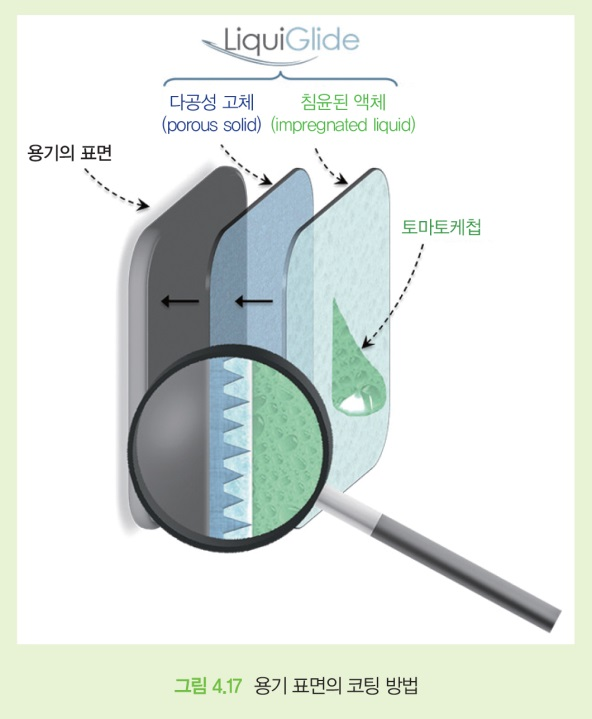 LiquiGlide
다공성 고체
(porous solid)
침윤된 액체
(impregnated liquid)
용기의 표면
토마토케첩
그림 4.17 용기 표면의 코팅 방법